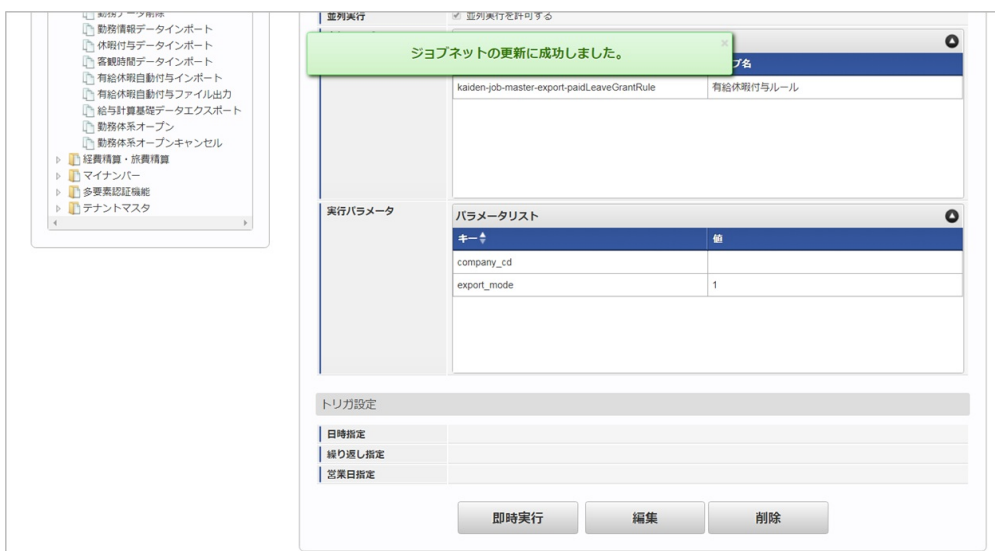 勤務データ削除
勤務情報データインポート
休暇付与データインポート
客観時間データインポート
有給休暇自動付与インポート
有給休暇自動付与ファイル出力
給与計算基礎データエクスポート
勤務体系オープン
勤務体系オープンキャンセル
経費精算・旅費精算
マイナンバー
多要素認証機能
テナントマスタ
並列実行
並列実行を許可する
ジョブネットの更新に成功しました。
×
ブ名
kaiden-job-master-export-paidLeaveGrantRule
有給休暇付与ルール
実行パラメータ
パラメータリスト
キー
値
company_cd
export_mode
1
トリガ設定
日時指定
繰り返し指定
営業日指定
即時実行
編集
削除